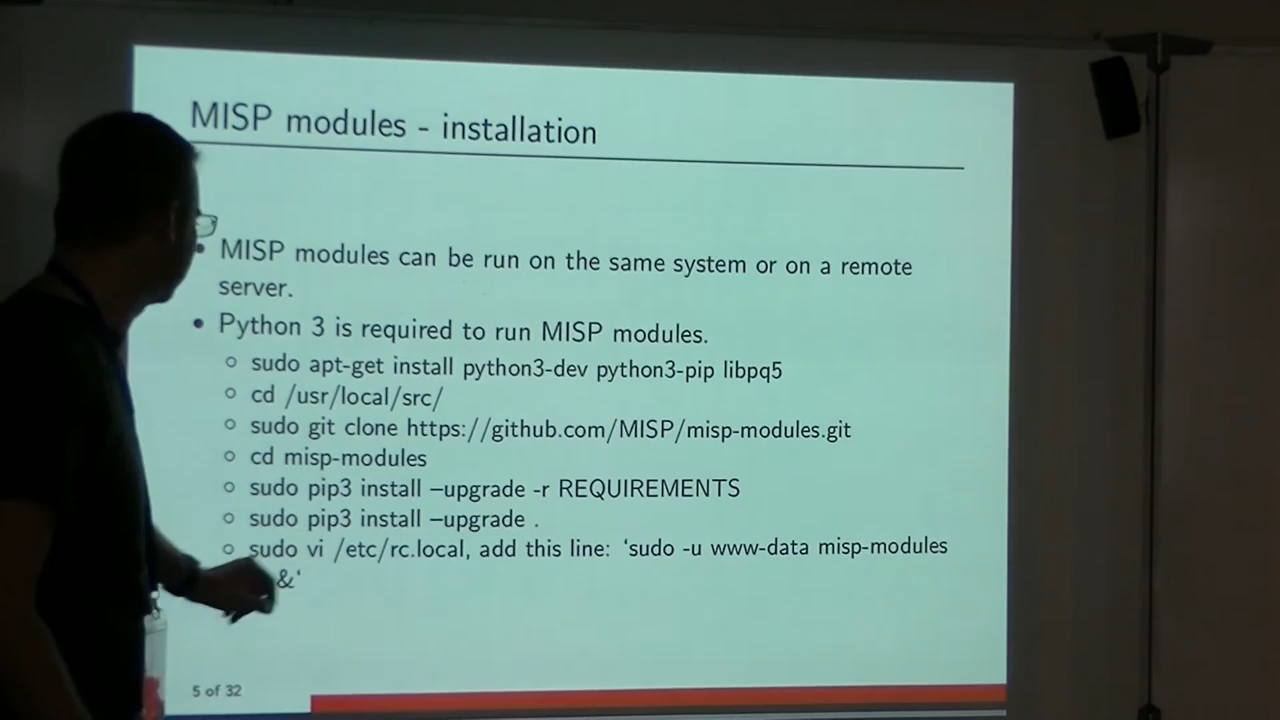 MISP modules - installation
• MISP modules can be run on the same system or on a remote
server.
• Python 3 is required to run MISP modules.
○ sudo apt-get install python3-dev python3-pip libpq5
○ cd /usr/local/src/
○ sudo git clone https://github.com/MISP/misp-modules.git
○ cd misp-modules
○ sudo pip3 install –upgrade -r REQUIREMENTS
○ sudo pip3 install –upgrade .
○ sudo vi /etc/rc.local, add this line: ‘sudo -u www-data misp-modules
&‘
5 of 32